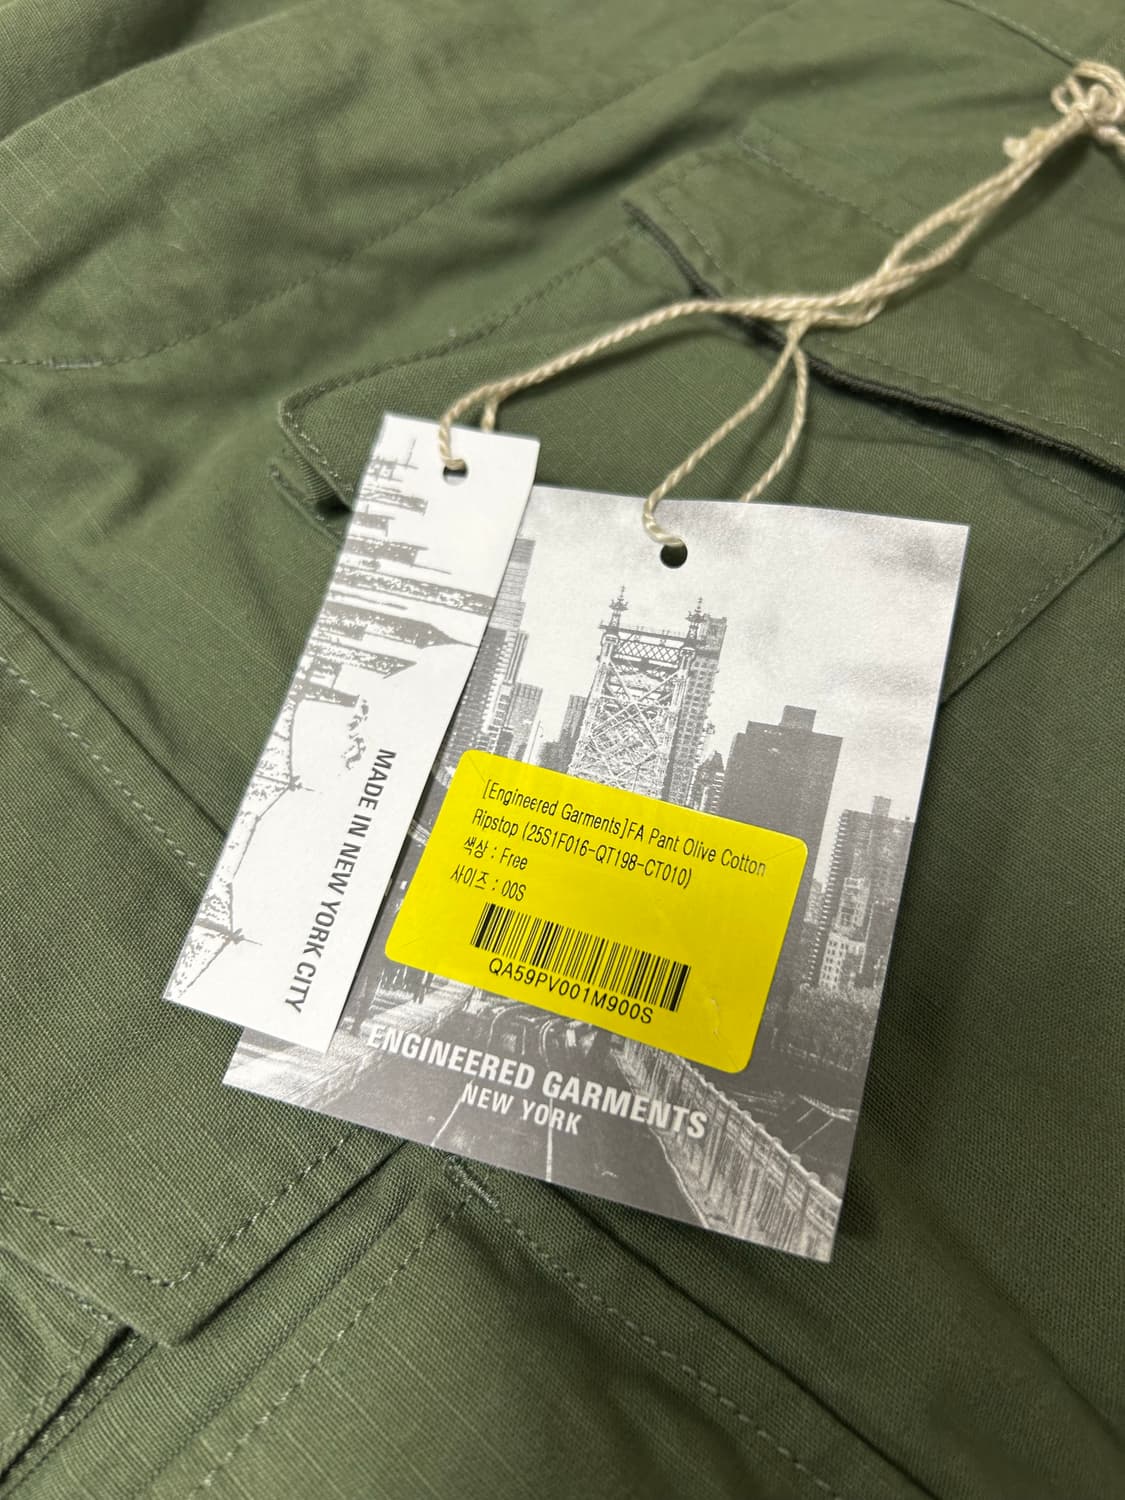 MADE IN NEW YORK CITY
[Engineered Garments]FA Pant Olive Cotton
Ripstop (25S1F016-QT198-CT010)
색상 : Free
사이즈 : 00S
QA59PV001M900S
ENGINEERED GARMENTS
NEW YORK